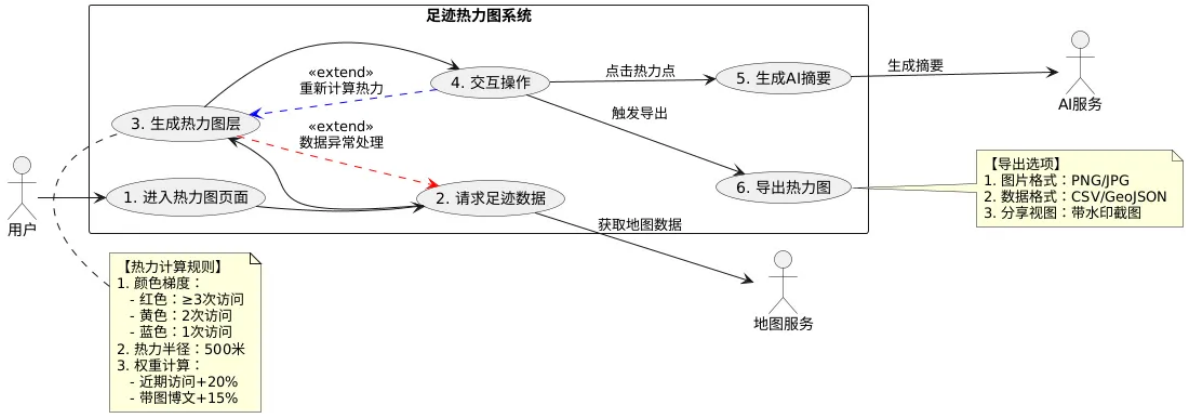 足迹热力图系统
«extend»
重新计算热力
4. 交互操作
点击热力点
5. 生成AI摘要
生成摘要
AI服务
3. 生成热力图层
«extend»
数据异常处理
触发导出
用户
1. 进入热力图页面
2. 请求足迹数据
6. 导出热力图
获取地图数据
地图服务
【导出选项】
1. 图片格式：PNG/JPG
2. 数据格式：CSV/GeoJSON
3. 分享视图：带水印截图
【热力计算规则】
1. 颜色梯度：
- 红色：≥3次访问
- 黄色：2次访问
- 蓝色：1次访问
2. 热力半径：500米
3. 权重计算：
- 近期访问+20%
- 带图博文+15%